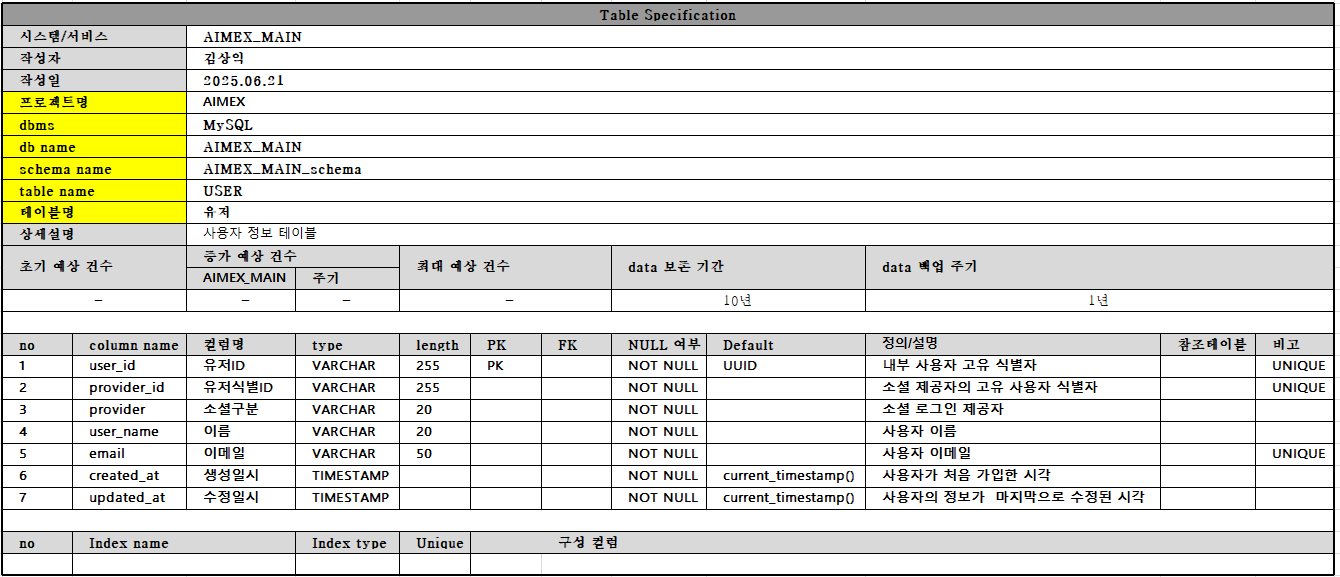 Table Specification
시스템/서비스 AIMEX_MAIN
작성자 김상익
작성일 2025.06.21
프로젝트명 AIMEX
dbms MySQL
db name AIMEX_MAIN
schema name AIMEX_MAIN_schema
table name USER
테이블명 유저
상세설명 사용자 정보 테이블
초기 예상 건수 증가 예상 건수 최대 예상 건수 data 보존 기간 data 백업 주기
AIMEX_MAIN 주기
– – – – 10년 1년
no column name 컬럼명 type length PK FK NULL 여부 Default 정의/설명 참조테이블 비고
1 user_id 유저ID VARCHAR 255 PK NOT NULL UUID 내부 사용자 고유 식별자 UNIQUE
2 provider_id 유저식별ID VARCHAR 255 NOT NULL 소셜 제공자의 고유 사용자 식별자 UNIQUE
3 provider 소셜구분 VARCHAR 20 NOT NULL 소셜 로그인 제공자
4 user_name 이름 VARCHAR 20 NOT NULL 사용자 이름
5 email 이메일 VARCHAR 50 NOT NULL 사용자 이메일 UNIQUE
6 created_at 생성일시 TIMESTAMP NOT NULL current_timestamp() 사용자가 처음 가입한 시각
7 updated_at 수정일시 TIMESTAMP NOT NULL current_timestamp() 사용자의 정보가 마지막으로 수정된 시각
no Index name Index type Unique 구성 컬럼